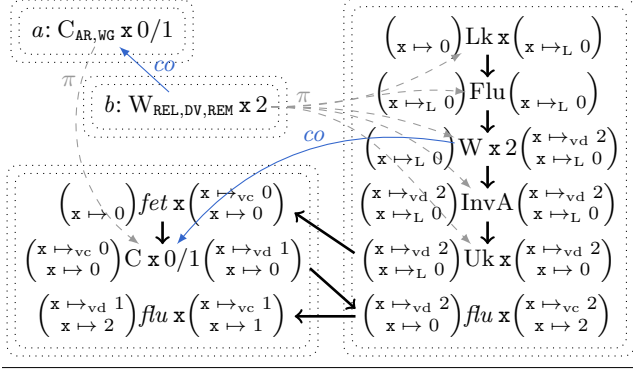 a: C_AR,WG x 0/1
co
π
b: W_REL,DV,REM x 2
π
co
(x ↦ 0) Lk x (x ↦_L 0)
(x ↦_L 0) Flu (x ↦_L 0)
(x ↦_L 0) W x 2 (x ↦_vd 2 x ↦_L 0)
(x ↦_vd 2 x ↦_L 0) InvA (x ↦_vd 2 x ↦_L 0)
(x ↦_vd 2 x ↦_L 0) Uk x (x ↦_vd 2 x ↦ 0)
(x ↦_vd 2 x ↦ 0) flu x (x ↦_vc 2 x ↦ 2)
(x ↦ 0) fet x (x ↦_vc 0 x ↦ 0)
(x ↦_vc 0 x ↦ 0) C x 0/1 (x ↦_vd 1 x ↦ 0)
(x ↦_vd 1 x ↦ 2) flu x (x ↦_vc 1 x ↦ 1)